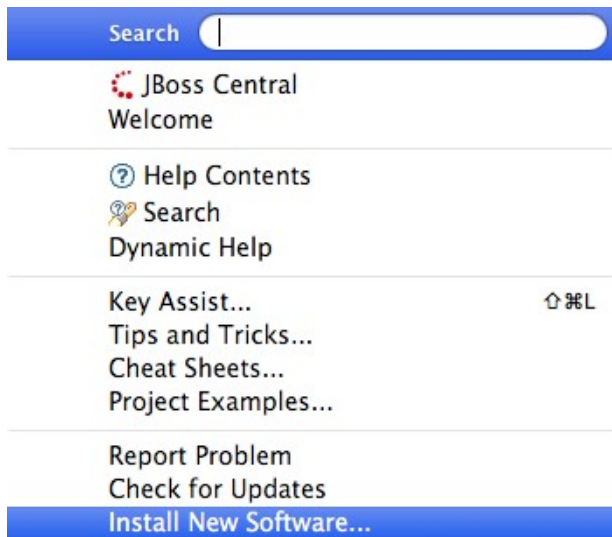 Search
JBoss Central
Welcome
Help Contents
Search
Dynamic Help
Key Assist... ⇧⌘L
Tips and Tricks...
Cheat Sheets...
Project Examples...
Report Problem
Check for Updates
Install New Software...